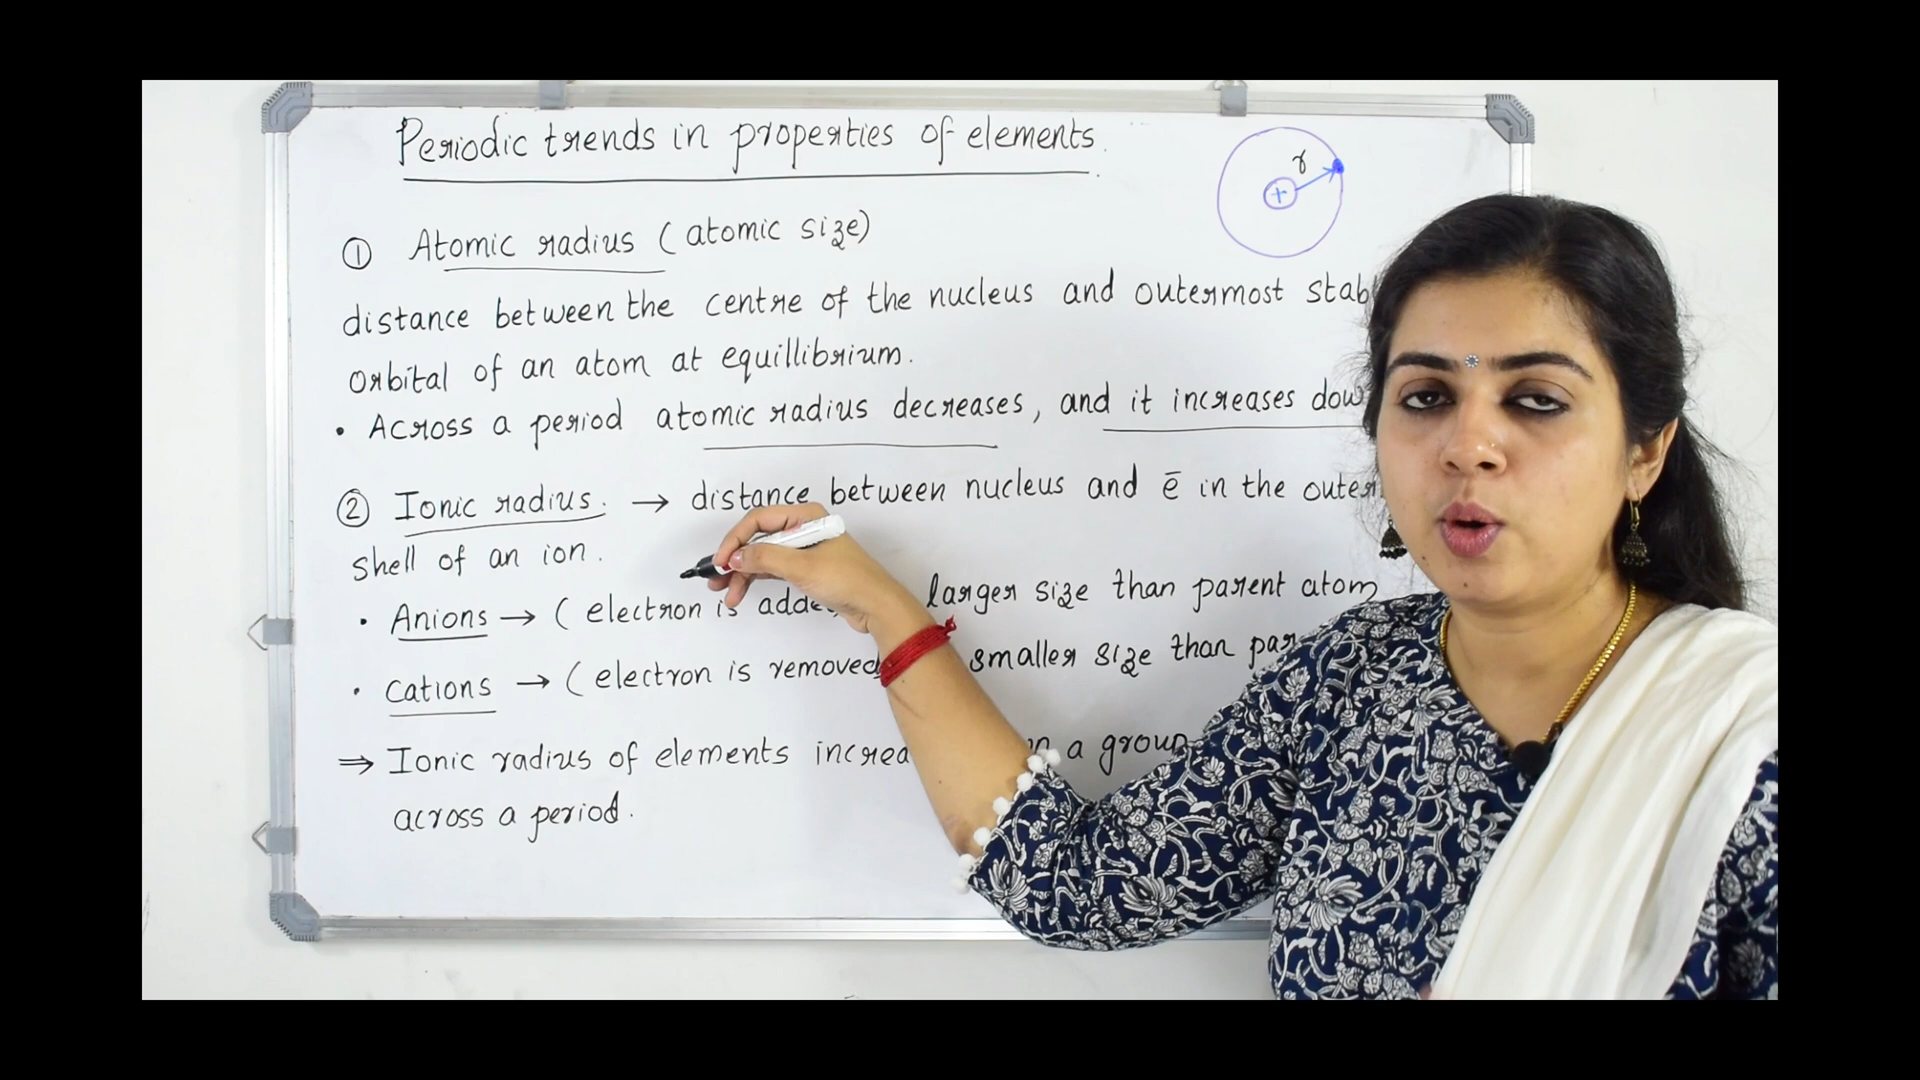 Periodic trends in properties of elements.
r
+
① Atomic radius (atomic size)
distance between the centre of the nucleus and outermost
orbital of an atom at equillibrium.
• Across a period atomic radius decreases, and it increases
② Ionic radius. → distance between nucleus and ē in the
shell of an ion.
• Anions → (electron is larger size than parent atom
• Cations → (electron is removed smaller size than
⇒ Ionic radius of elements a group
across a period.